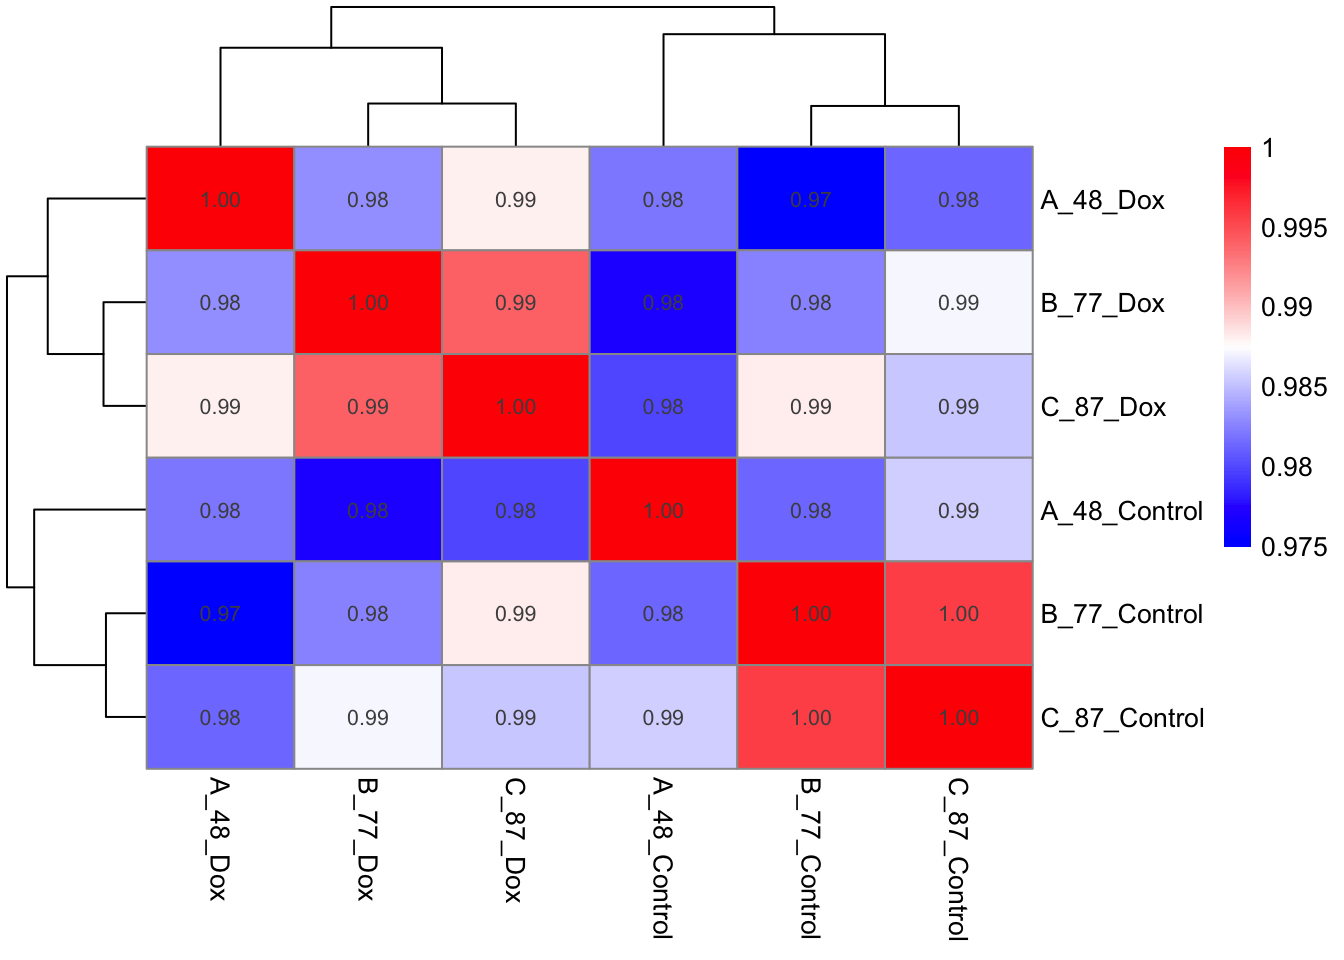 1.00 0.98 0.99 0.98 0.97 0.98 A_48_Dox
0.98 1.00 0.99 0.98 0.98 0.99 B_77_Dox
0.99 0.99 1.00 0.98 0.99 0.99 C_87_Dox
0.98 0.98 0.98 1.00 0.98 0.99 A_48_Control
0.97 0.98 0.99 0.98 1.00 1.00 B_77_Control
0.98 0.99 0.99 0.99 1.00 1.00 C_87_Control
A_48_Dox
B_77_Dox
C_87_Dox
A_48_Control
B_77_Control
C_87_Control
1
0.995
0.99
0.985
0.98
0.975